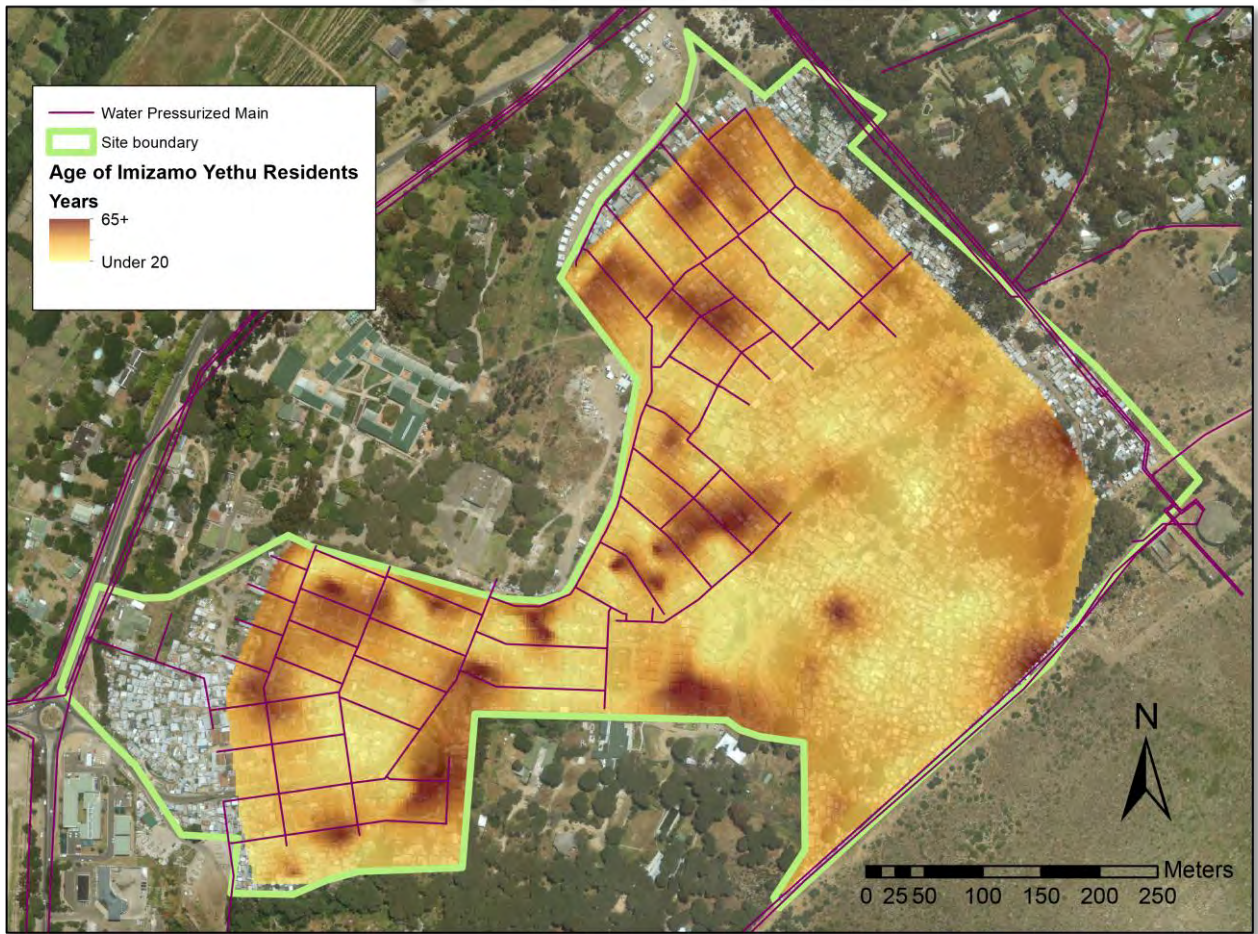 Water Pressurized Main
Site boundary
Age of Imizamo Yethu Residents
Years
65+
Under 20
N
Meters
0 25 50 100 150 200 250